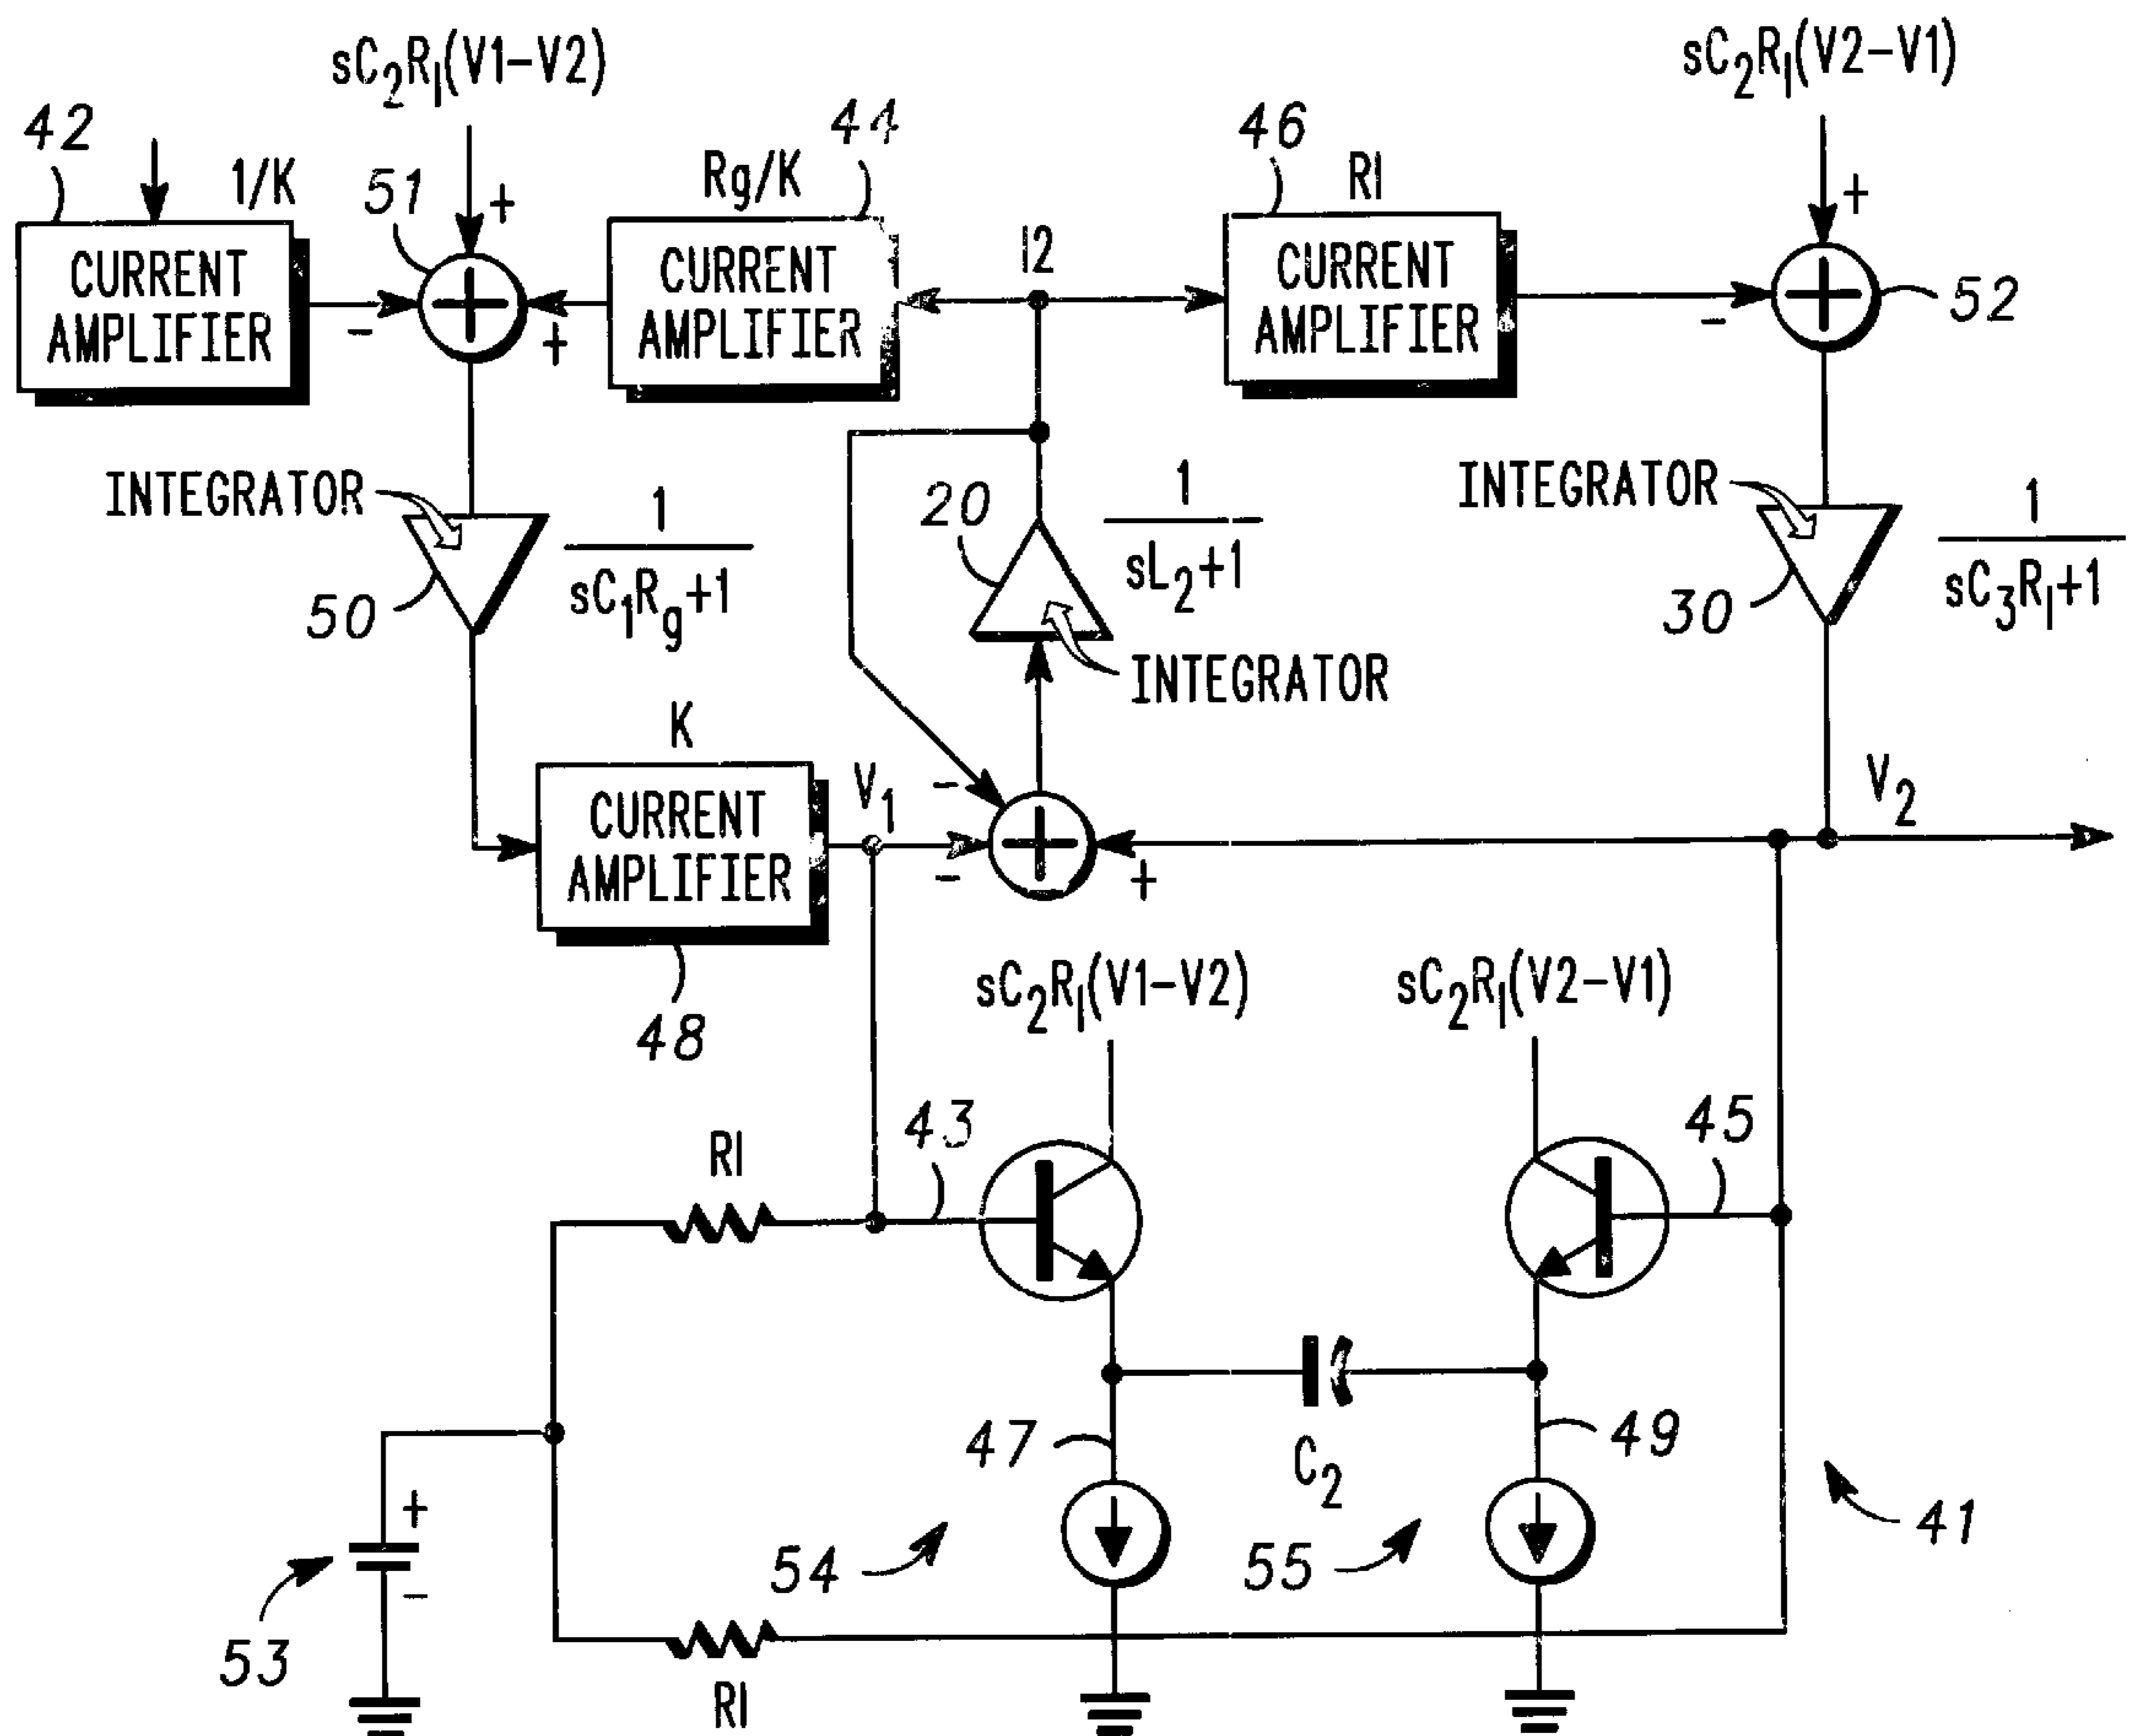 sC2Rl(V1-V2)
sC2Rl(V2-V1)
42
44
46
1/K
51
+
Rg/K
Rl
+
CURRENT
AMPLIFIER
-
+
CURRENT
AMPLIFIER
I2
CURRENT
AMPLIFIER
-
52
INTEGRATOR
50
1
sC1Rg+1
20
1
sL2+1
INTEGRATOR
INTEGRATOR
30
1
sC3Rl+1
K
CURRENT
AMPLIFIER
48
V1
-
-
+
V2
sC2Rl(V1-V2)
sC2Rl(V2-V1)
Rl
43
45
47
C2
49
41
+
-
53
54
55
Rl